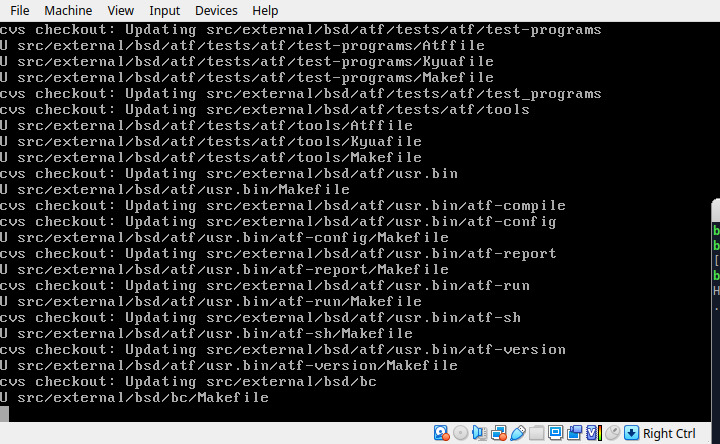 File Machine View Input Devices Help
cvs checkout: Updating src/external/bsd/atf/tests/atf/test-programs
U src/external/bsd/atf/tests/atf/test-programs/Atffile
U src/external/bsd/atf/tests/atf/test-programs/Kyuafile
U src/external/bsd/atf/tests/atf/test-programs/Makefile
cvs checkout: Updating src/external/bsd/atf/tests/atf/test_programs
cvs checkout: Updating src/external/bsd/atf/tests/atf/tools
U src/external/bsd/atf/tests/atf/tools/Atffile
U src/external/bsd/atf/tests/atf/tools/Kyuafile
U src/external/bsd/atf/tests/atf/tools/Makefile
cvs checkout: Updating src/external/bsd/atf/usr.bin
U src/external/bsd/atf/usr.bin/Makefile
cvs checkout: Updating src/external/bsd/atf/usr.bin/atf-compile
cvs checkout: Updating src/external/bsd/atf/usr.bin/atf-config
U src/external/bsd/atf/usr.bin/atf-config/Makefile
cvs checkout: Updating src/external/bsd/atf/usr.bin/atf-report
U src/external/bsd/atf/usr.bin/atf-report/Makefile
cvs checkout: Updating src/external/bsd/atf/usr.bin/atf-run
U src/external/bsd/atf/usr.bin/atf-run/Makefile
cvs checkout: Updating src/external/bsd/atf/usr.bin/atf-sh
U src/external/bsd/atf/usr.bin/atf-sh/Makefile
cvs checkout: Updating src/external/bsd/atf/usr.bin/atf-version
U src/external/bsd/atf/usr.bin/atf-version/Makefile
cvs checkout: Updating src/external/bsd/bc
U src/external/bsd/bc/Makefile
b
b
[
b
H
.
Right Ctrl